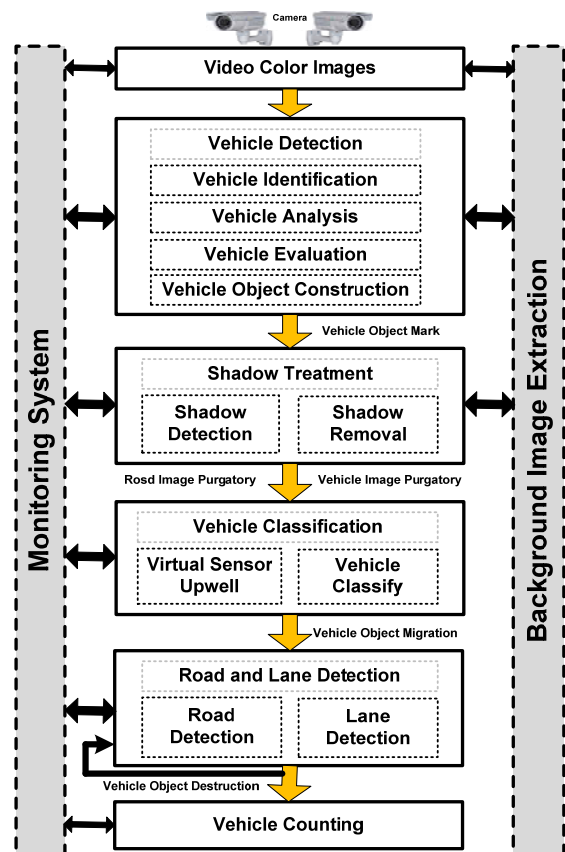 Camera
Video Color Images
Vehicle Detection
Vehicle Identification
Vehicle Analysis
Vehicle Evaluation
Vehicle Object Construction
Vehicle Object Mark
Shadow Treatment
Shadow
Detection
Shadow
Removal
Rosd Image Purgatory
Vehicle Image Purgatory
Vehicle Classification
Virtual Sensor
Upwell
Vehicle
Classify
Vehicle Object Migration
Road and Lane Detection
Road
Detection
Lane
Detection
Vehicle Object Destruction
Vehicle Counting
Monitoring System
Background Image Extraction